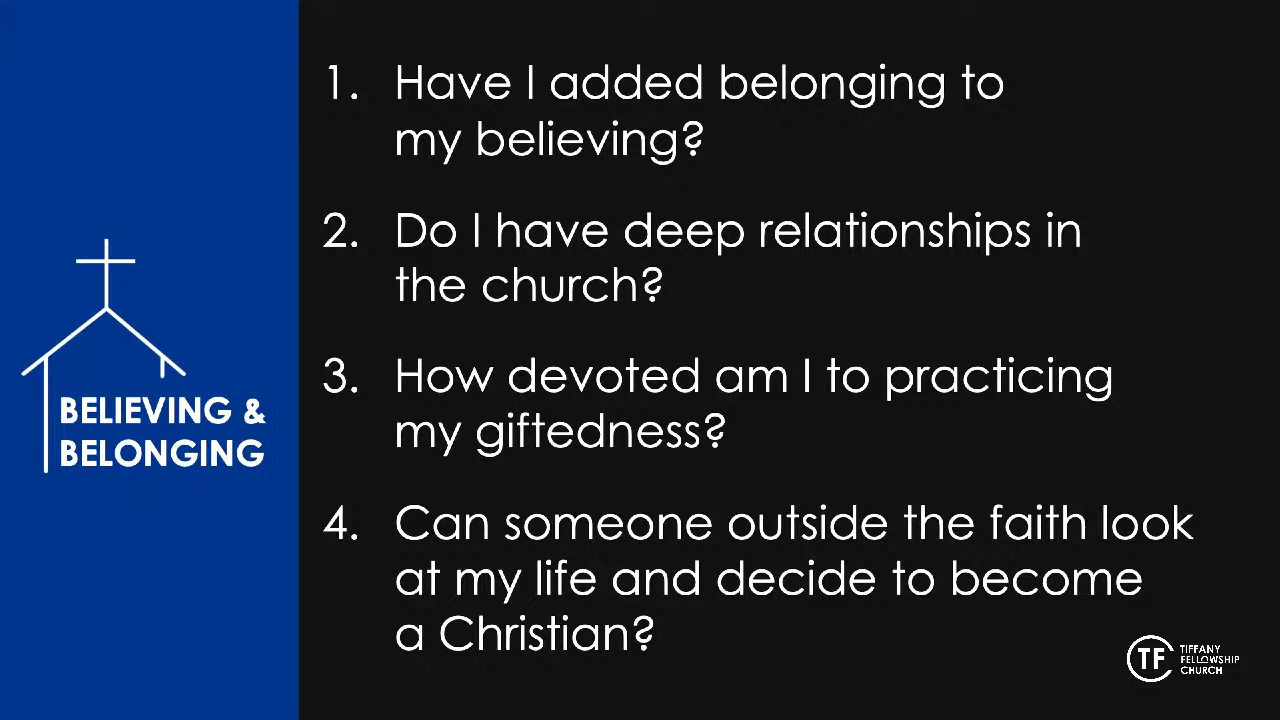 BELIEVING &
BELONGING
1. Have I added belonging to
my believing?
2. Do I have deep relationships in
the church?
3. How devoted am I to practicing
my giftedness?
4. Can someone outside the faith look
at my life and decide to become
a Christian?
TF
TIFFANY
FELLOWSHIP
CHURCH